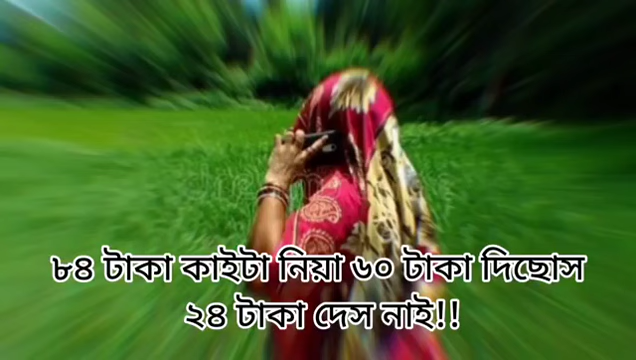 ৮৪ টাকা কাইটা নিয়া ৬০ টাকা দিছোস
২৪ টাকা দেস নাই!!